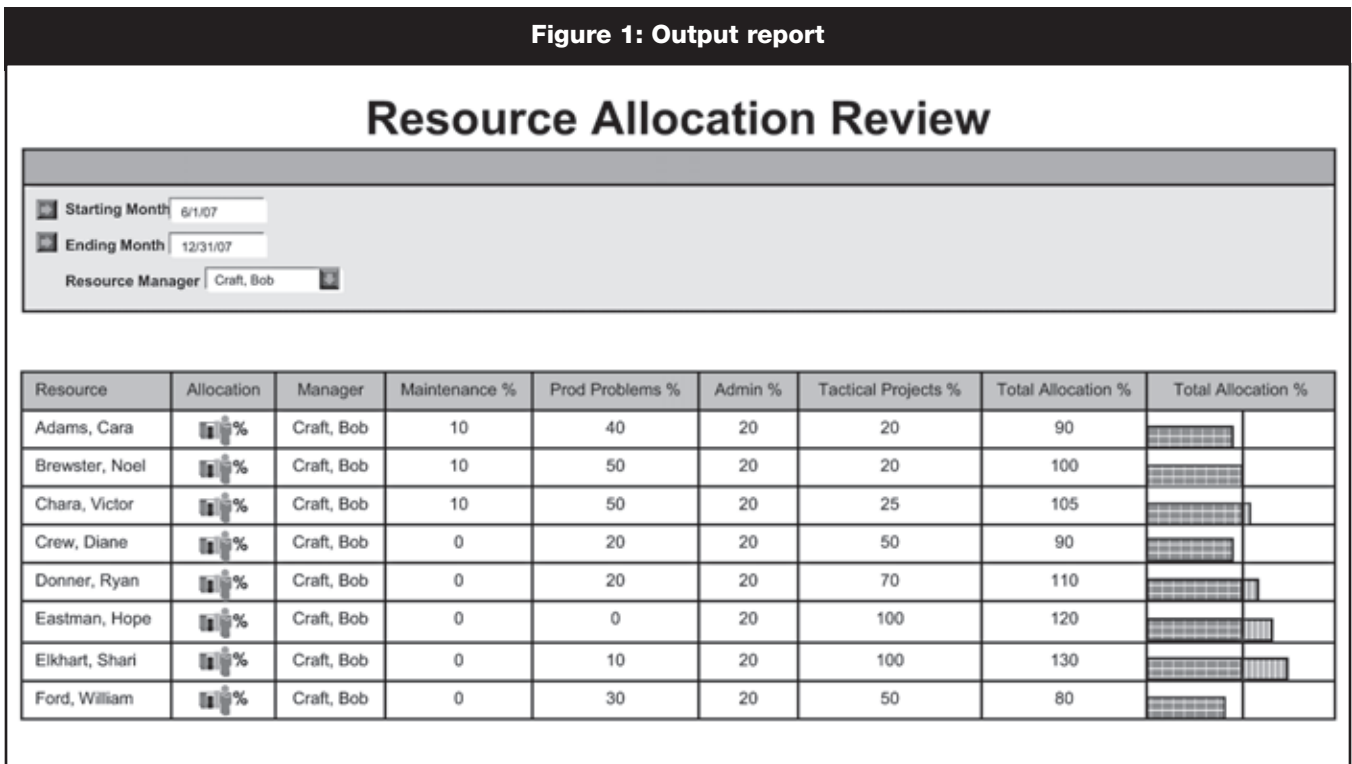 Figure 1: Output report
Resource Allocation Review
Starting Month 6/1/07
Ending Month 12/31/07
Resource Manager Craft, Bob
Resource Allocation Manager Maintenance % Prod Problems % Admin % Tactical Projects % Total Allocation % Total Allocation %
Adams, Cara % Craft, Bob 10 40 20 20 90
Brewster, Noel % Craft, Bob 10 50 20 20 100
Chara, Victor % Craft, Bob 10 50 20 25 105
Crew, Diane % Craft, Bob 0 20 20 50 90
Donner, Ryan % Craft, Bob 0 20 20 70 110
Eastman, Hope % Craft, Bob 0 0 20 100 120
Elkhart, Shari % Craft, Bob 0 10 20 100 130
Ford, William % Craft, Bob 0 30 20 50 80